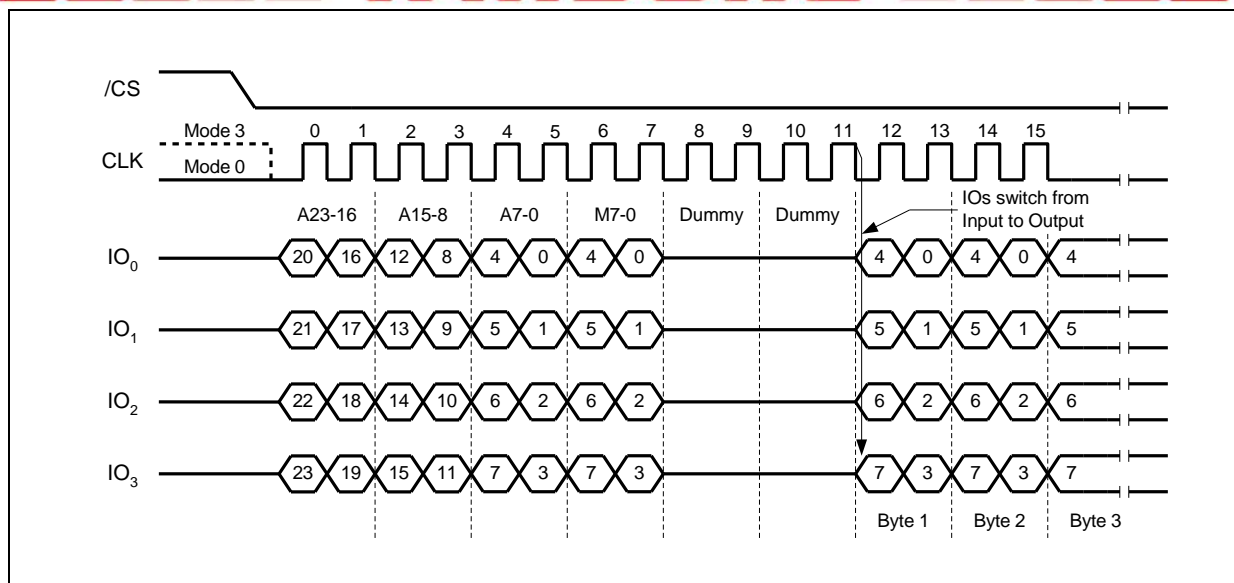 /CS
Mode 3
0 1 2 3 4 5 6 7 8 9 10 11 12 13 14 15
CLK
Mode 0
IOs switch from
Input to Output
A23-16 A15-8 A7-0 M7-0 Dummy Dummy
IO0 20 16 12 8 4 0 4 0 4 0 4 0 4
IO1 21 17 13 9 5 1 5 1 5 1 5 1 5
IO2 22 18 14 10 6 2 6 2 6 2 6 2 6
IO3 23 19 15 11 7 3 7 3 7 3 7 3 7
Byte 1 Byte 2 Byte 3